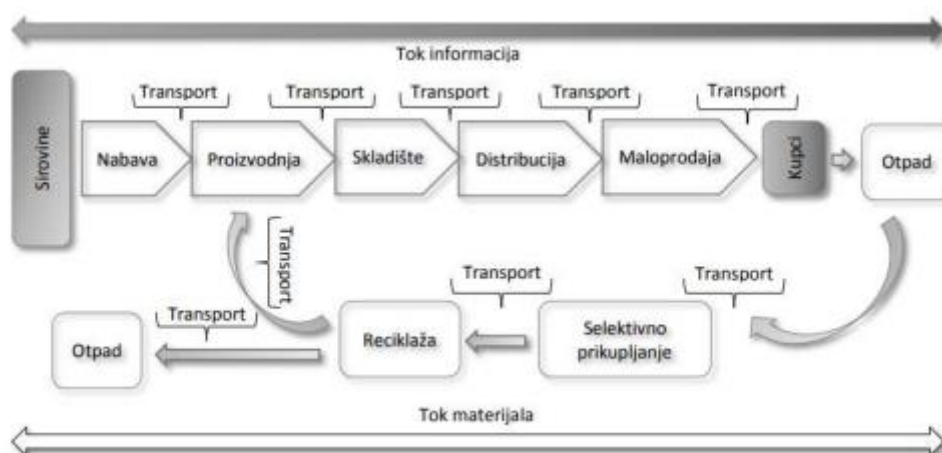 Tok informacija
Transport
Transport
Transport
Transport
Transport
Sirovine
Nabava
Proizvodnja
Skladište
Distribucija
Maloprodaja
Kupci
Otpad
Transport
Transport
Transport
Transport
Otpad
Reciklaža
Selektivno
prikupljanje
Tok materijala